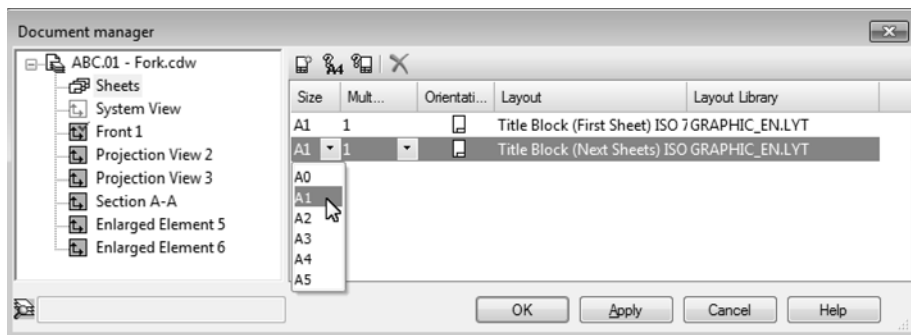 Document manager
ABC.01 - Fork.cdw
Sheets
System View
Front 1
Projection View 2
Projection View 3
Section A-A
Enlarged Element 5
Enlarged Element 6
A4
Size Mult... Orientati... Layout Layout Library
A1 1 Title Block (First Sheet) ISO 7 GRAPHIC_EN.LYT
A1 1 Title Block (Next Sheets) ISO GRAPHIC_EN.LYT
A0
A1
A2
A3
A4
A5
OK Apply Cancel Help